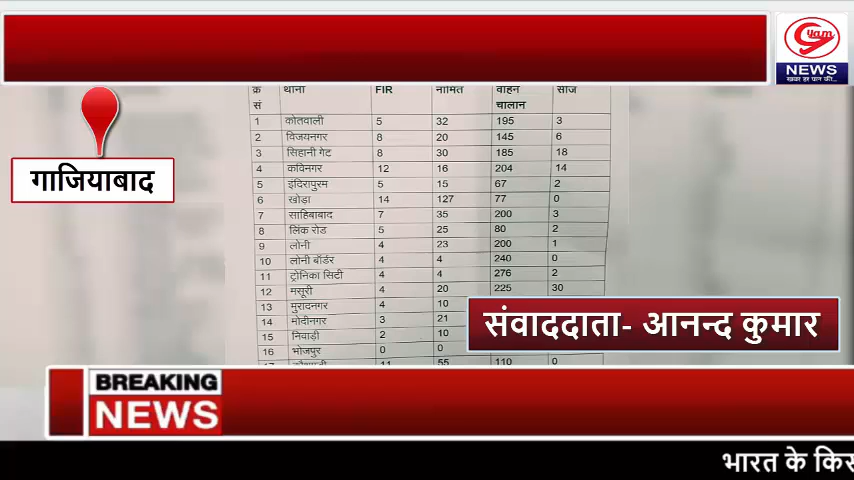 Gyam
NEWS
खबर हर पल की..
क्र सं थाना FIR नामित वाहन चालान सीज
1 कोतवाली 5 32 195 3
2 विजयनगर 8 20 145 6
3 सिहानी गेट 8 30 185 18
4 कविनगर 12 16 204 14
5 इंदिरापुरम 5 15 67 2
6 खोड़ा 14 127 77 0
7 साहिबाबाद 7 35 200 3
8 लिंक रोड 5 25 80 2
9 लोनी 4 23 200 1
10 लोनी बॉर्डर 4 4 240 0
11 ट्रोनिका सिटी 4 4 276 2
12 मसूरी 4 20 225 30
13 मुरादनगर 4 10
14 मोदीनगर 3 21
15 निवाड़ी 2 10
16 भोजपुर 0 0
11 55 110 0
गाजियाबाद
संवाददाता- आनन्द कुमार
BREAKING
NEWS
भारत के